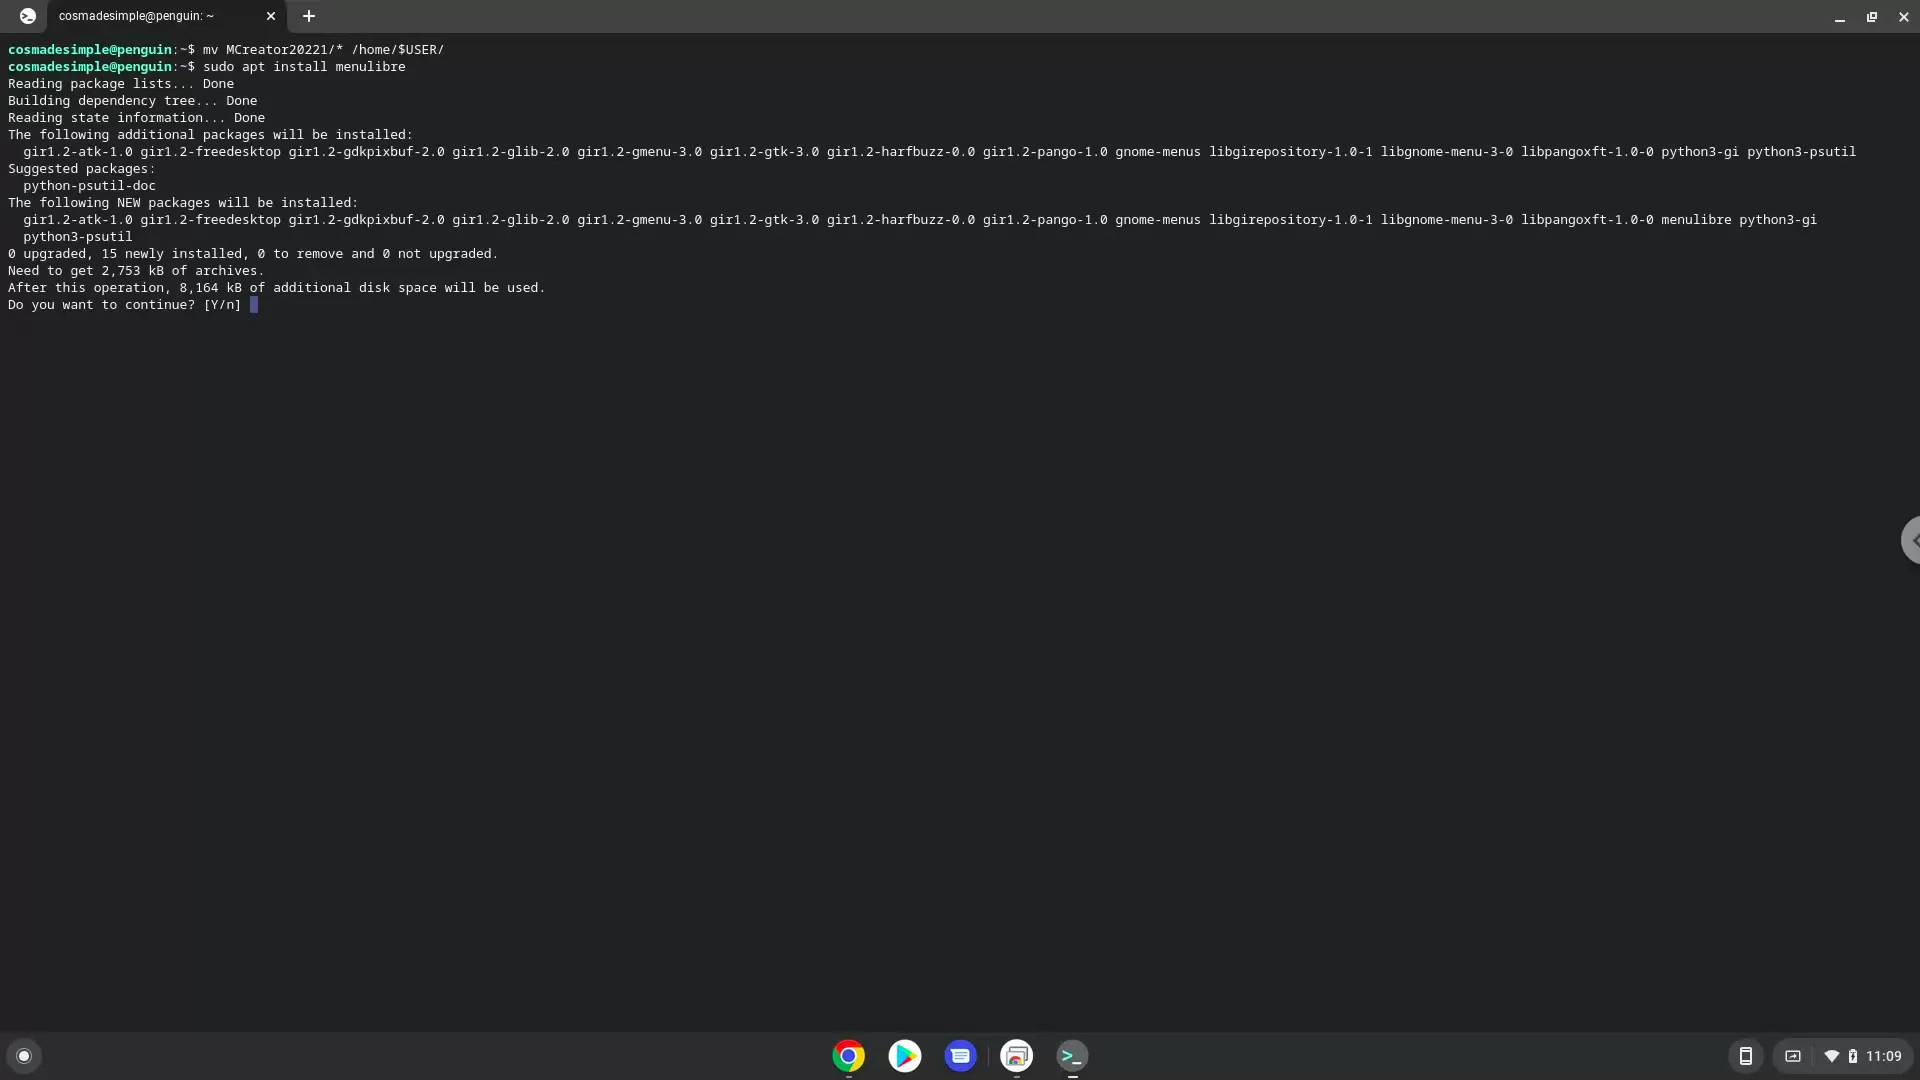 cosmadesimple@penguin: ~
cosmadesimple@penguin:~$ mv MCreator20221/* /home/$USER/
cosmadesimple@penguin:~$ sudo apt install menulibre
Reading package lists... Done
Building dependency tree... Done
Reading state information... Done
The following additional packages will be installed:
  gir1.2-atk-1.0 gir1.2-freedesktop gir1.2-gdkpixbuf-2.0 gir1.2-glib-2.0 gir1.2-gmenu-3.0 gir1.2-gtk-3.0 gir1.2-harfbuzz-0.0 gir1.2-pango-1.0 gnome-menus libgirepository-1.0-1 libgnome-menu-3-0 libpangoxft-1.0-0 python3-gi python3-psutil
Suggested packages:
  python-psutil-doc
The following NEW packages will be installed:
  gir1.2-atk-1.0 gir1.2-freedesktop gir1.2-gdkpixbuf-2.0 gir1.2-glib-2.0 gir1.2-gmenu-3.0 gir1.2-gtk-3.0 gir1.2-harfbuzz-0.0 gir1.2-pango-1.0 gnome-menus libgirepository-1.0-1 libgnome-menu-3-0 libpangoxft-1.0-0 menulibre python3-gi
  python3-psutil
0 upgraded, 15 newly installed, 0 to remove and 0 not upgraded.
Need to get 2,753 kB of archives.
After this operation, 8,164 kB of additional disk space will be used.
Do you want to continue? [Y/n]
11:09